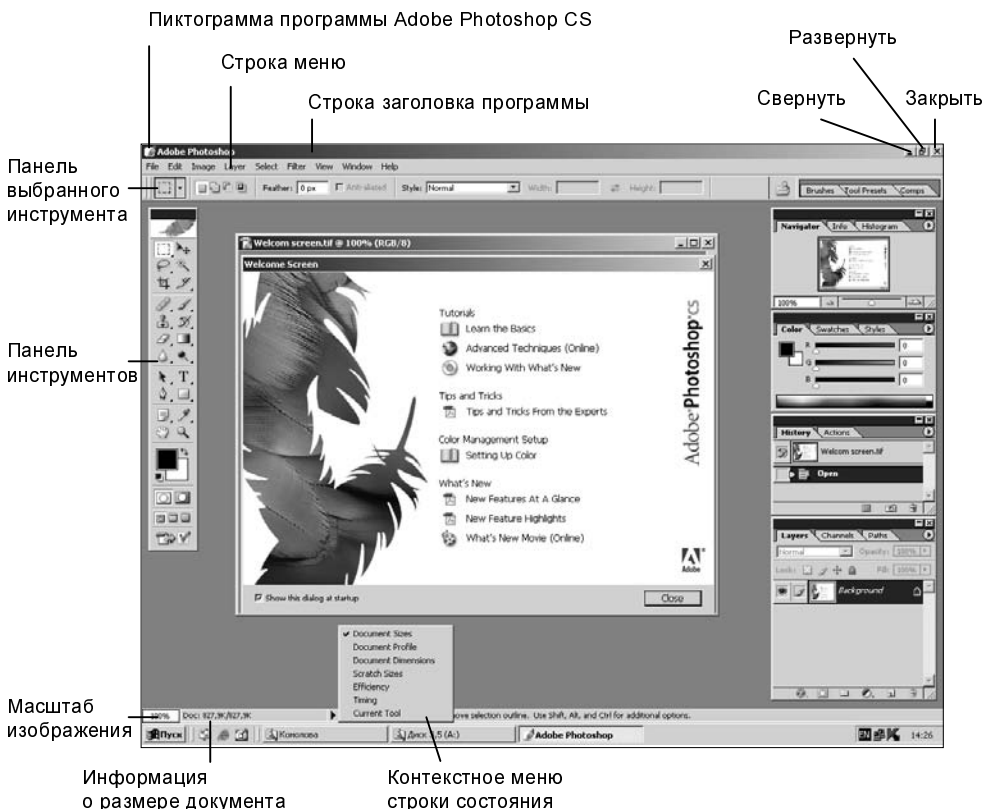 Пиктограмма программы Adobe Photoshop CS
Развернуть
Строка меню
Свернуть
Закрыть
Строка заголовка программы
Adobe Photoshop
File Edit Image Layer Select Filter View Window Help
Панель
выбранного
инструмента
Feather: 0 px Anti-aliased Style: Normal Width: Height:
Brushes Tool Presets Comps
Welcom screen.tif @ 100% (RGB/8)
Welcome Screen
Tutorials
Learn the Basics
Advanced Techniques (Online)
Working With What's New
Tips and Tricks
Tips and Tricks From the Experts
Color Management Setup
Setting Up Color
What's New
New Features At A Glance
New Feature Highlights
What's New Movie (Online)
Adobe Photoshop CS
Adobe
Show this dialog at startup
Close
Navigator Info Histogram
100%
Color Swatches Styles
R 0
G 0
B 0
History Actions
Welcom screen.tif
Open
Layers Channels Paths
Normal Opacity: 100%
Lock: Fill: 100%
Background
Панель
инструментов
T
Document Sizes
Document Profile
Document Dimensions
Scratch Sizes
Efficiency
Timing
Current Tool
Масштаб
изображения
100% Doc: 827,9K/827,9K
ove selection outline. Use Shift, Alt, and Ctrl for additional options.
Пуск
Диск 3,5 (A:)
Adobe Photoshop
EN
14:26
Информация
о размере документа
Контекстное меню
строки состояния